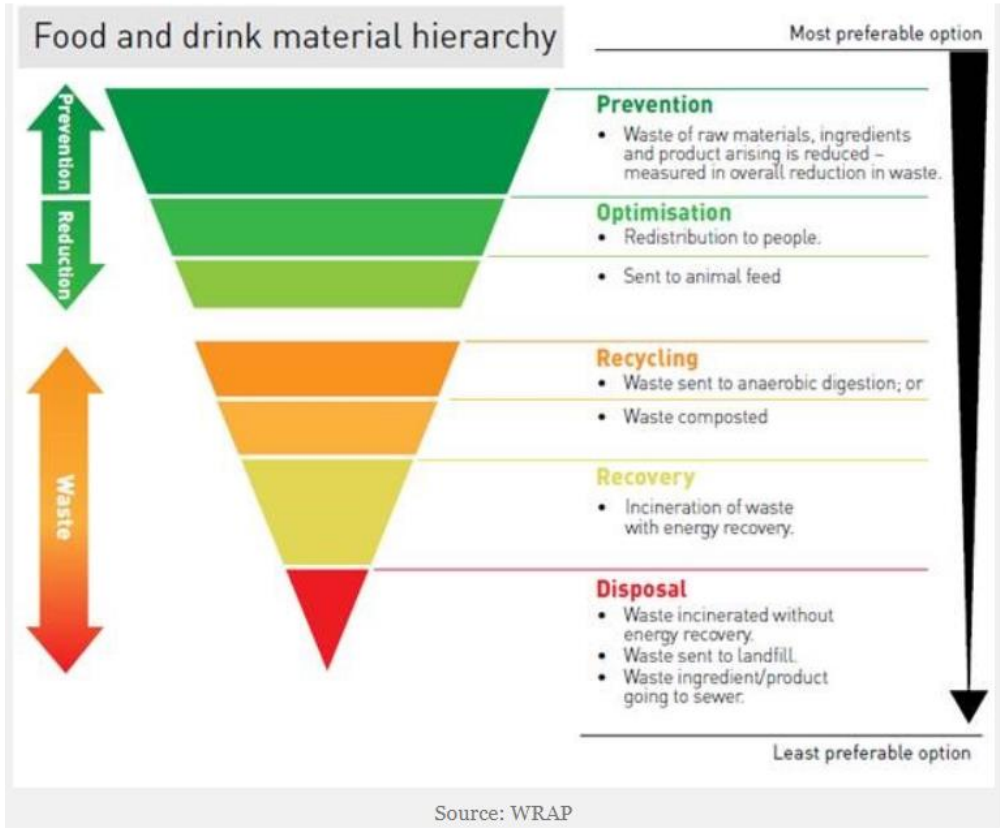 Food and drink material hierarchy
Most preferable option
Prevention
Reduction
Waste
Prevention
• Waste of raw materials, ingredients
and product arising is reduced –
measured in overall reduction in waste.
Optimisation
• Redistribution to people.
• Sent to animal feed
Recycling
• Waste sent to anaerobic digestion; or
• Waste composted
Recovery
• Incineration of waste
with energy recovery.
Disposal
• Waste incinerated without
energy recovery.
• Waste sent to landfill.
• Waste ingredient/product
going to sewer.
Least preferable option
Source: WRAP